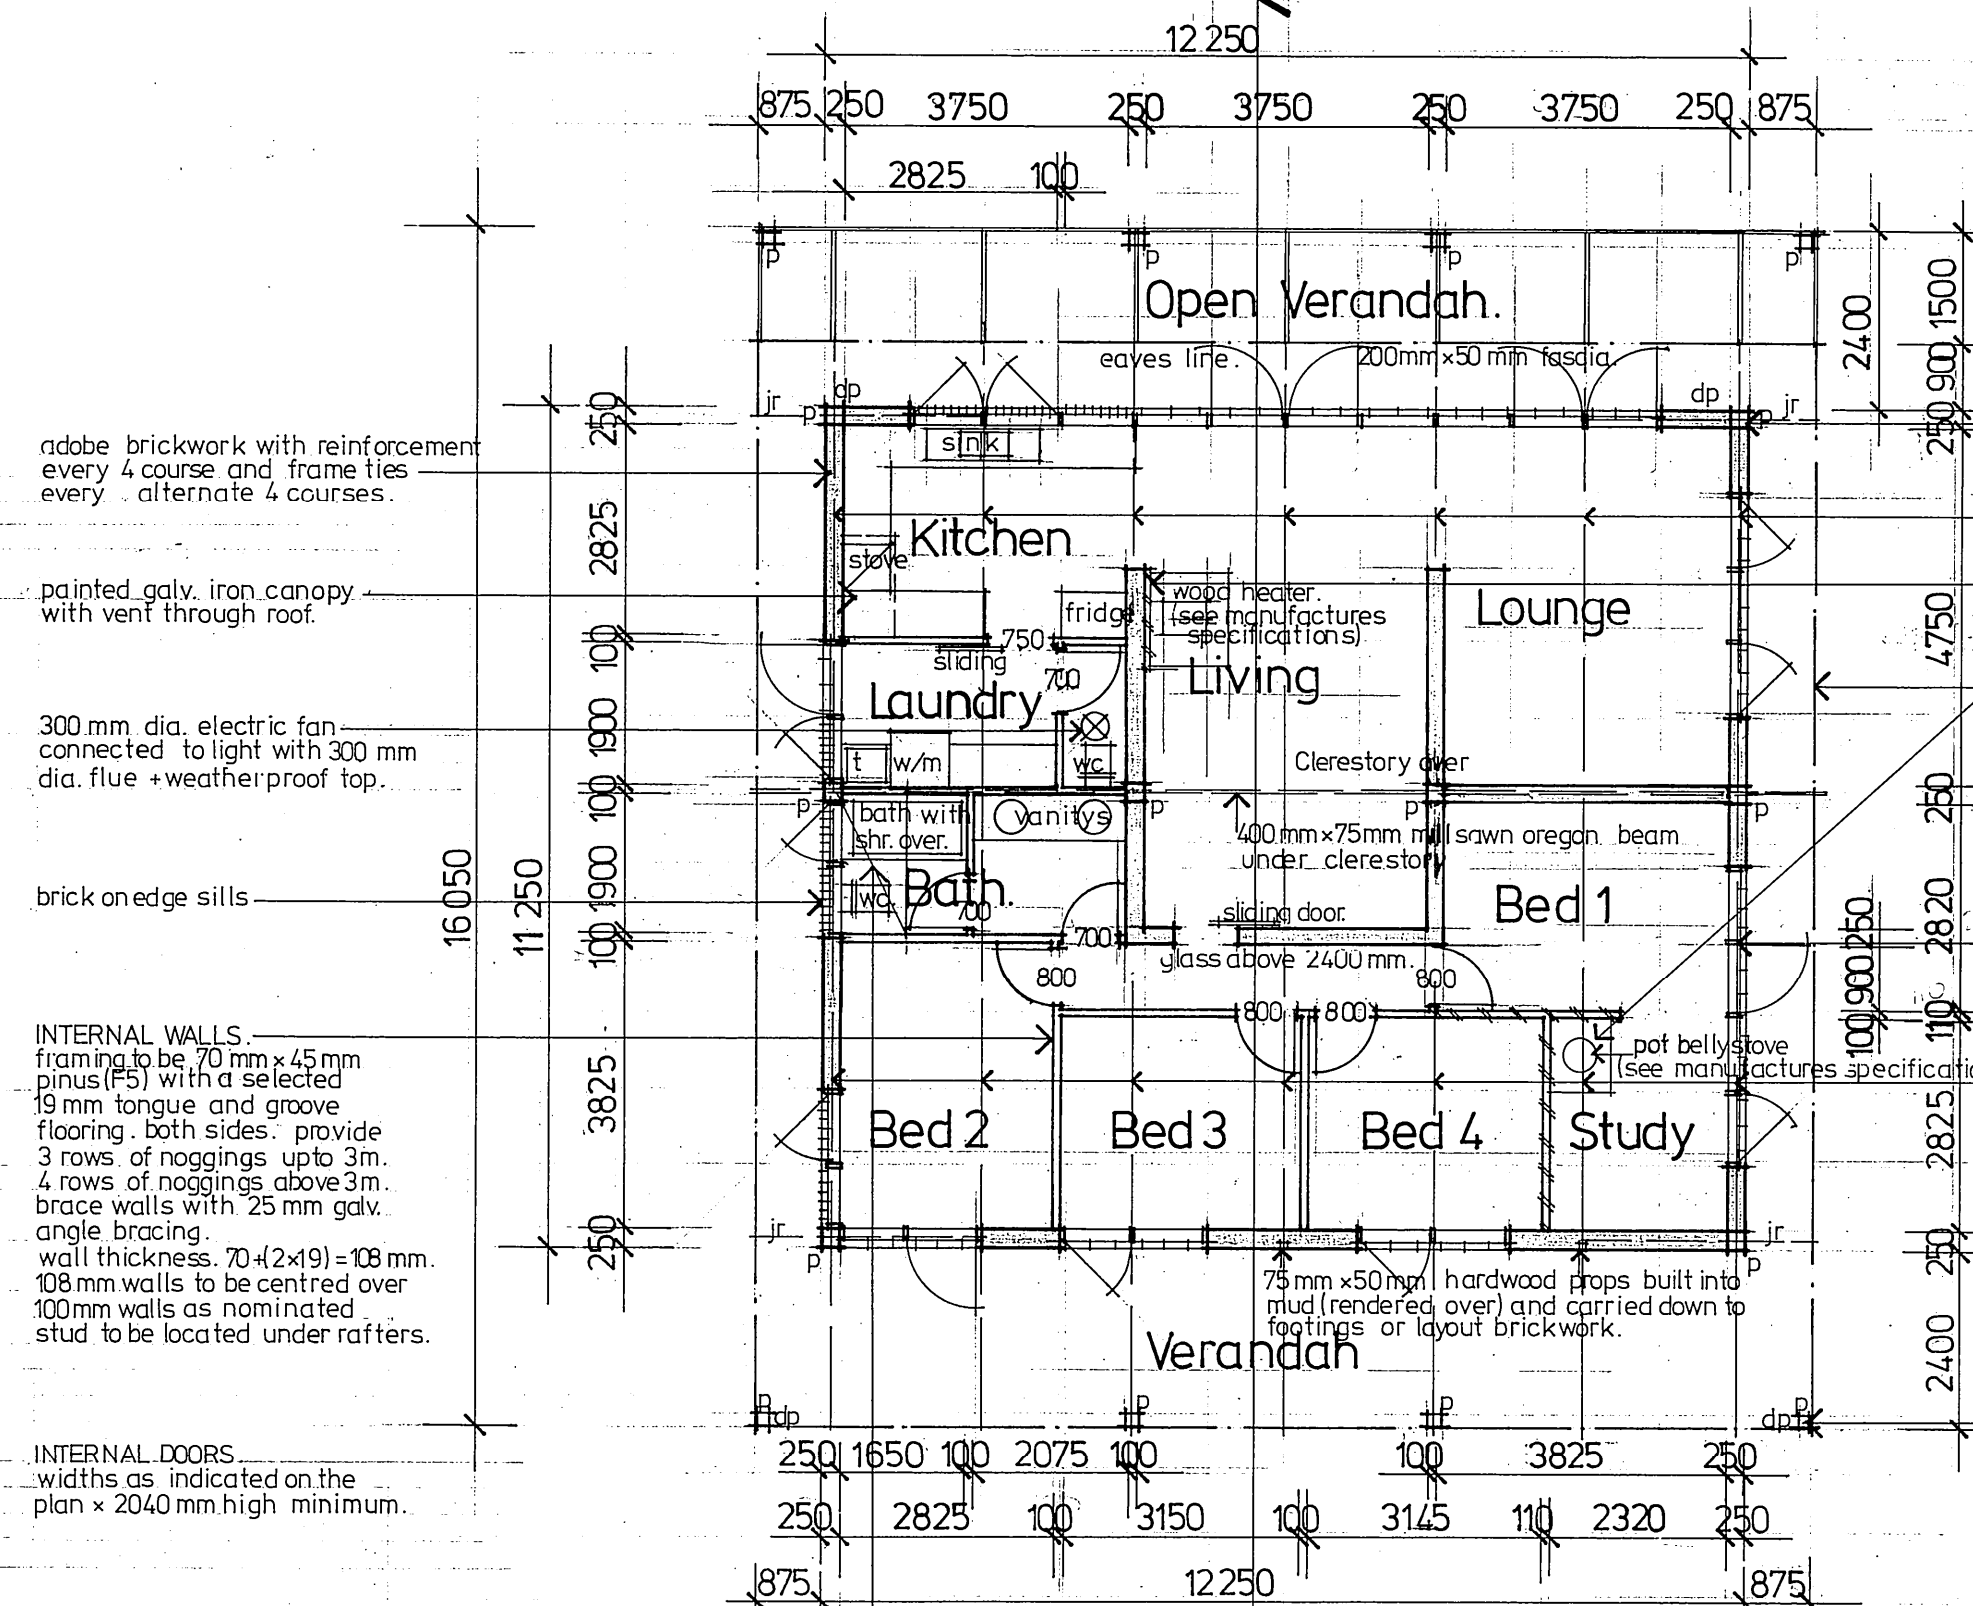 12 250
875 250 3750 250 3750 250 3750 250 875
2825 100
p p p p
Open Verandah.
eaves line. 200mm x50 mm fascia.
2400
1500
900
250
jr p dp dp p jr
sink
250
adobe brickwork with reinforcement
every 4 course and frame ties
every alternate 4 courses.
2825
Kitchen
stove
painted galv. iron canopy
with vent through roof.
fridge
wood heater.
(see manufactures
specifications)
Lounge
4750
100
750
sliding
700
Living
Laundry
300 mm dia. electric fan
connected to light with 300 mm
dia. flue + weatherproof top.
1900
t w/m wc
Clerestory over
100
250
p p p p
bath with
shr. over.
vanitys
400 mm x 75mm mill sawn oregon beam
under clerestory
16 050
11 250
1900
brick on edge sills
wc
Bath.
700
Bed 1
sliding door.
2820
250
900
100
110
100
700
glass above 2400 mm.
800
800
800 800
INTERNAL WALLS.
framing to be 70 mm x 45 mm
pinus (F5) with a selected
19 mm tongue and groove
flooring. both sides. provide
3 rows of noggings upto 3m.
4 rows of noggings above 3m.
brace walls with 25 mm galv.
angle bracing.
wall thickness. 70+(2x19) = 108 mm.
108 mm walls to be centred over
100mm walls as nominated
stud to be located under rafters.
pot belly stove
(see manufactures specificatio
3825
Bed 2 Bed 3 Bed 4 Study
2825
jr
250
p
jr
p
250
75 mm x50 mm hardwood props built into
mud (rendered over) and carried down to
footings or layout brickwork.
Verandah
2400
p dp p p dp p
INTERNAL DOORS
widths as indicated on the
plan x 2040 mm high minimum.
250 1650 100 2075 100 100 3825 250
250 2825 100 3150 100 3145 110 2320 250
875 12 250 875